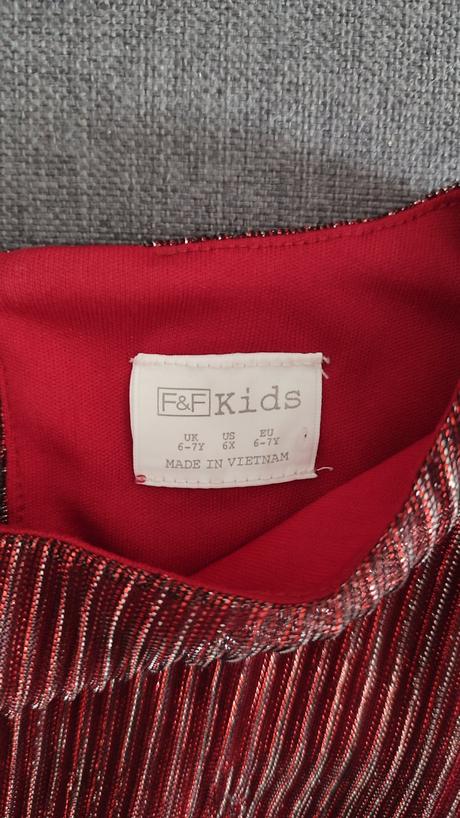 F&F Kids
UK US EU
6-7Y 6X 6-7Y
MADE IN VIETNAM